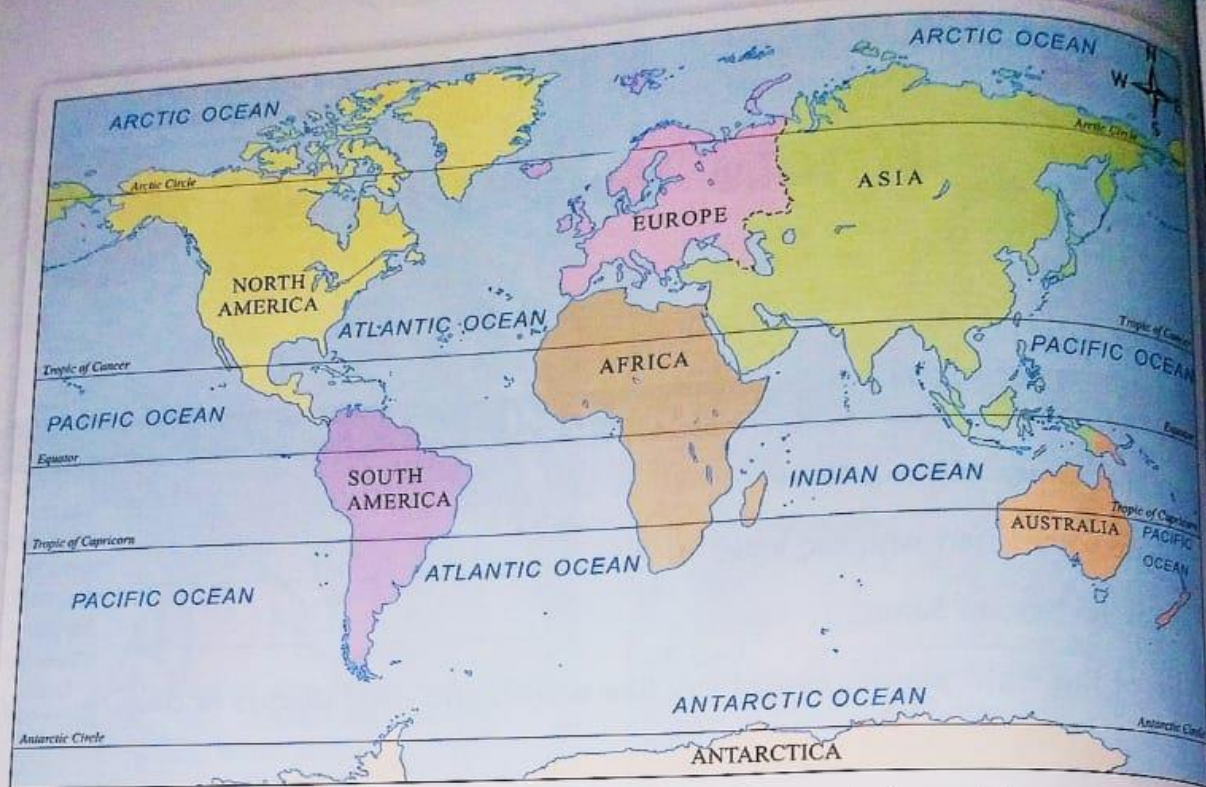 ARCTIC OCEAN
N
W
S
ARCTIC OCEAN
Arctic Circle
Arctic Circle
ASIA
EUROPE
NORTH
AMERICA
ATLANTIC OCEAN
Tropic of Cancer
PACIFIC OCEAN
Tropic of Cancer
AFRICA
PACIFIC OCEAN
Equator
Equator
SOUTH
AMERICA
INDIAN OCEAN
Tropic of Capricorn
AUSTRALIA
PACIFIC
OCEAN
Tropic of Capricorn
ATLANTIC OCEAN
PACIFIC OCEAN
ANTARCTIC OCEAN
Antarctic Circle
Antarctic Circle
ANTARCTICA